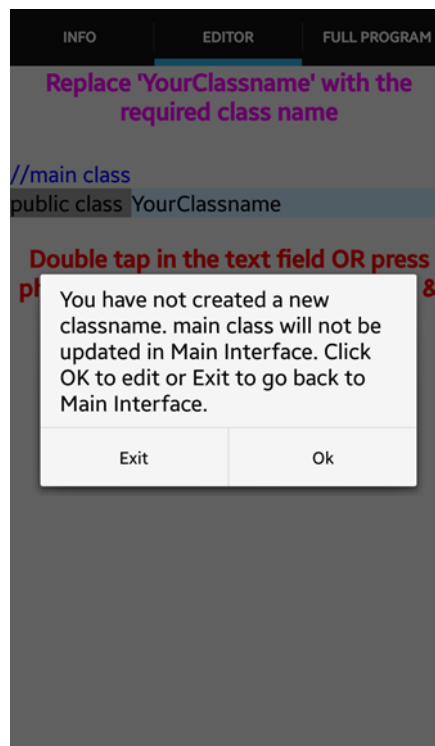 INFO EDITOR FULL PROGRAM
Replace 'YourClassname' with the
required class name
//main class
public class YourClassname
Double tap in the text field OR press
&
You have not created a new
classname. main class will not be
updated in Main Interface. Click
OK to edit or Exit to go back to
Main Interface.
Exit Ok